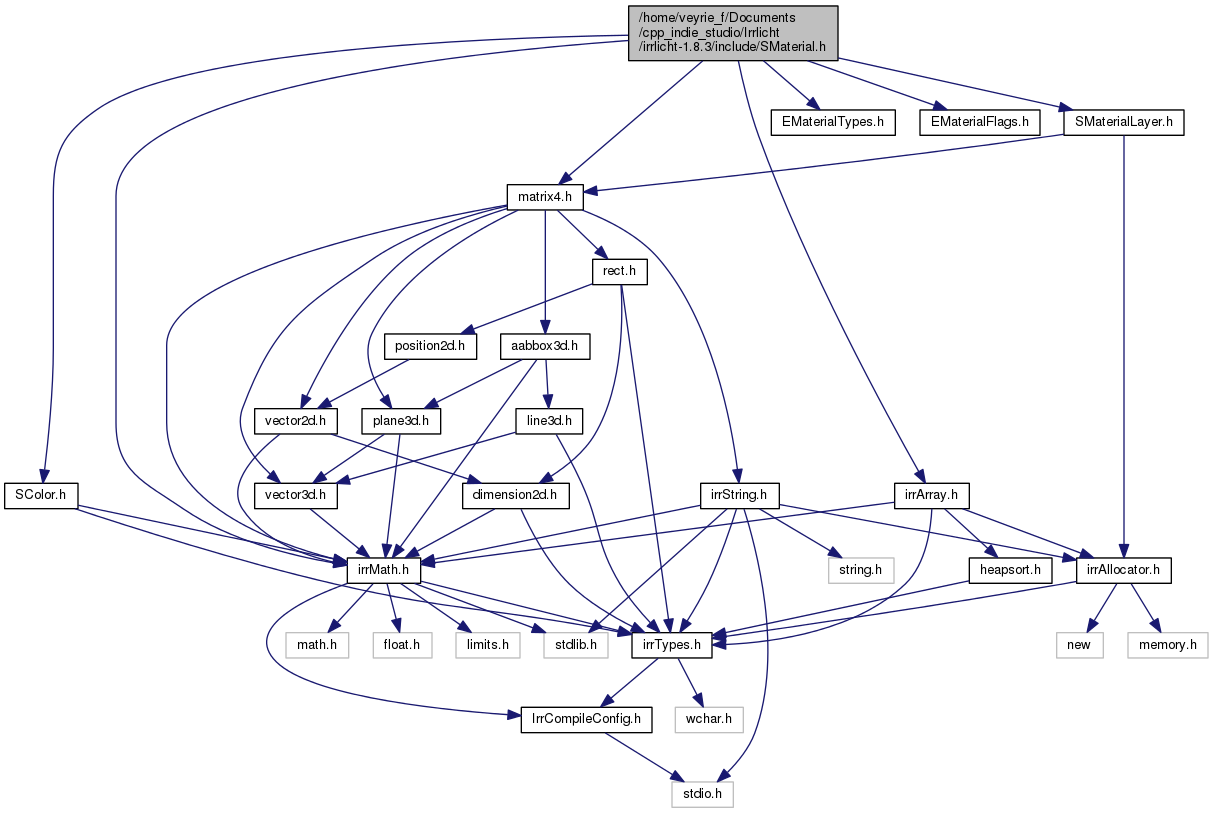 /home/veyrie_f/Documents
/cpp_indie_studio/Irrlicht
/irrlicht-1.8.3/include/SMaterial.h
EMaterialTypes.h
EMaterialFlags.h
SMaterialLayer.h
matrix4.h
rect.h
position2d.h
aabbox3d.h
vector2d.h
plane3d.h
line3d.h
SColor.h
vector3d.h
dimension2d.h
irrString.h
irrArray.h
irrMath.h
string.h
heapsort.h
irrAllocator.h
math.h
float.h
limits.h
stdlib.h
irrTypes.h
new
memory.h
IrrCompileConfig.h
wchar.h
stdio.h